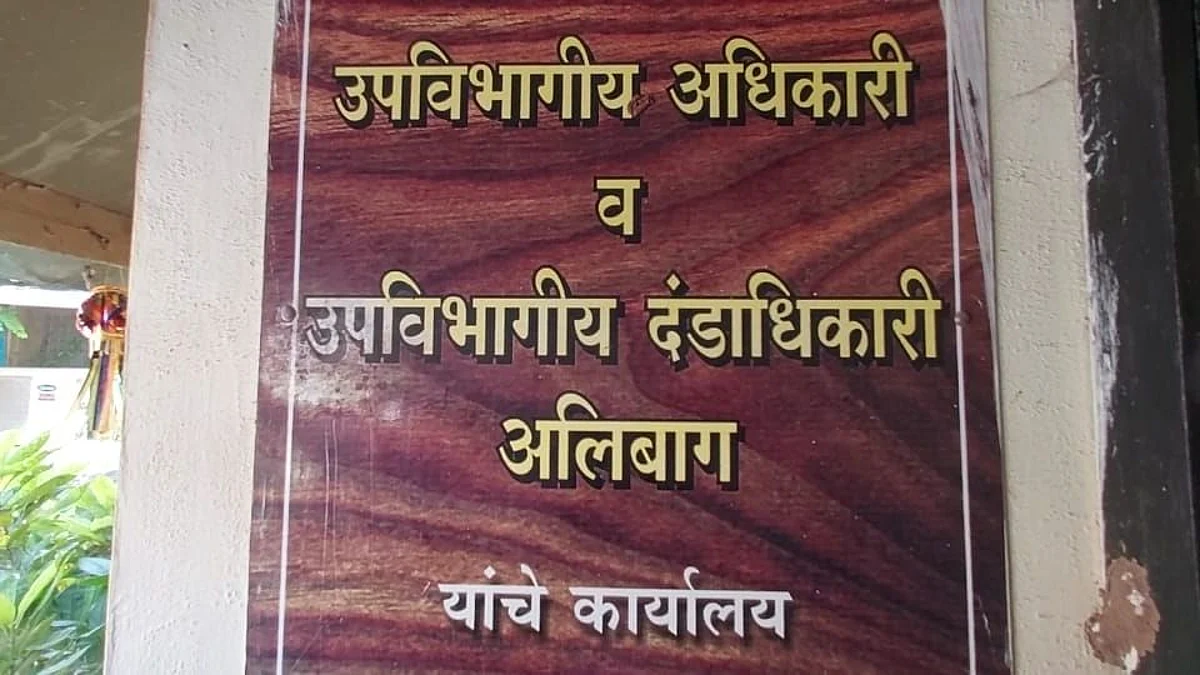 उपविभागीय अधिकारी
व
उपविभागीय दंडाधिकारी
अलिबाग
यांचे कार्यालय